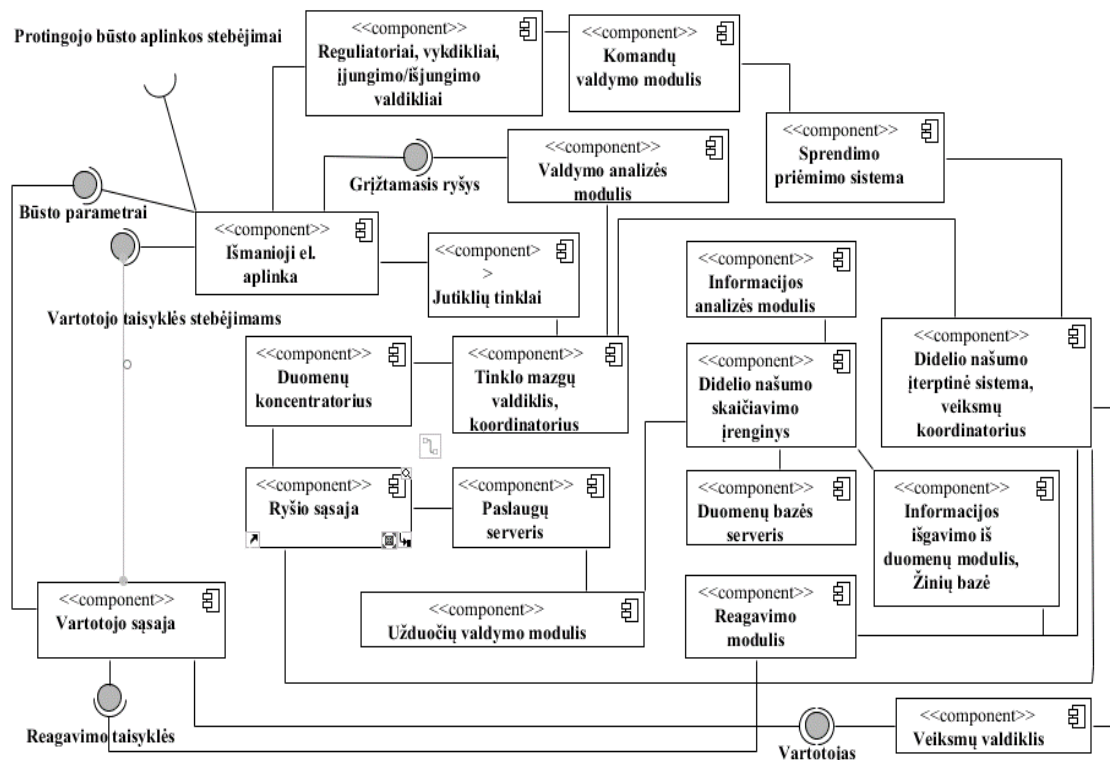 Protingojo būsto aplinkos stebėjimai
<<component>>
Reguliatoriai, vykdikliai,
įjungimo/išjungimo
valdikliai
<<component>>
Komandų
valdymo modulis
<<component>>
Sprendimo
priėmimo sistema
<<component>>
Valdymo analizės
modulis
Grįžtamasis ryšys
Būsto parametrai
<<component>>
Išmanioji el.
aplinka
<<component>
>
Jutiklių tinklai
<<component>>
Informacijos
analizės modulis
Vartotojo taisyklės stebėjimams
<<component>>
Duomenų
koncentratorius
<<component>>
Tinklo mazgų
valdiklis,
koordinatorius
<<component>>
Didelio našumo
skaičiavimo
įrenginys
<<component>>
Didelio našumo
įterptinė sistema,
veiksmų
koordinatorius
<<component>>
Ryšio sąsaja
<<component>>
Paslaugų
serveris
<<component>>
Duomenų bazės
serveris
<<component>>
Informacijos
išgavimo iš
duomenų modulis,
Žinių bazė
<<component>>
Vartotojo sąsaja
<<component>>
Užduočių valdymo modulis
<<component>>
Reagavimo
modulis
Reagavimo taisyklės
Vartotojas
<<component>>
Veiksmų valdiklis